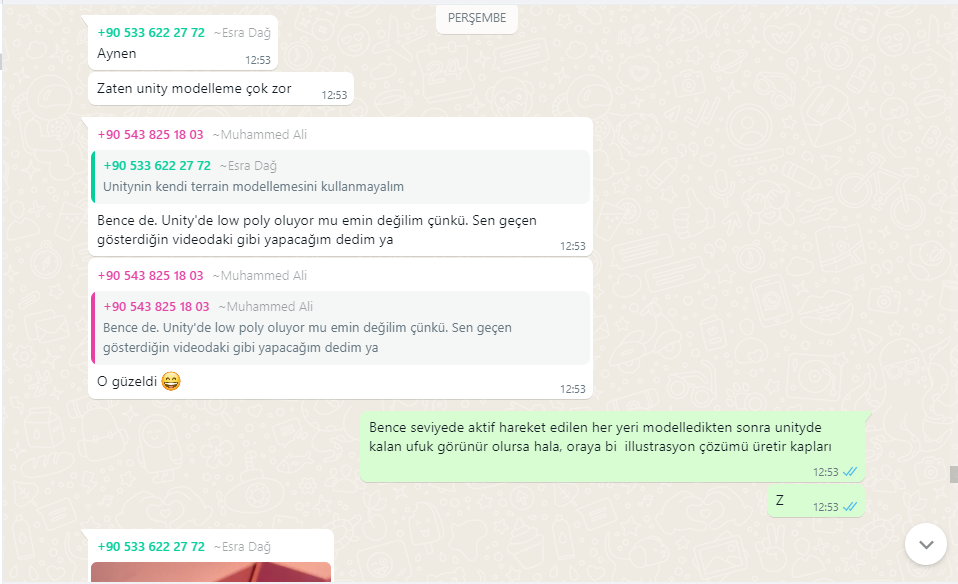 PERŞEMBE
+90 533 622 27 72 ~Esra Dağ
Aynen
12:53
Zaten unity modelleme çok zor
12:53
+90 543 825 18 03 ~Muhammed Ali
+90 533 622 27 72 ~Esra Dağ
Unitynin kendi terrain modellemesini kullanmayalım
Bence de. Unity'de low poly oluyor mu emin değilim çünkü. Sen geçen
gösterdiğin videodaki gibi yapacağım dedim ya
12:53
+90 543 825 18 03 ~Muhammed Ali
+90 543 825 18 03 ~Muhammed Ali
Bence de. Unity'de low poly oluyor mu emin değilim çünkü. Sen geçen
gösterdiğin videodaki gibi yapacağım dedim ya
O güzeldi 😄
12:53
Bence seviyede aktif hareket edilen her yeri modelledikten sonra unityde
kalan ufuk görünür olursa hala, oraya bi  illustrasyon çözümü üretir kapları
12:53
Z
12:53
+90 533 622 27 72 ~Esra Dağ